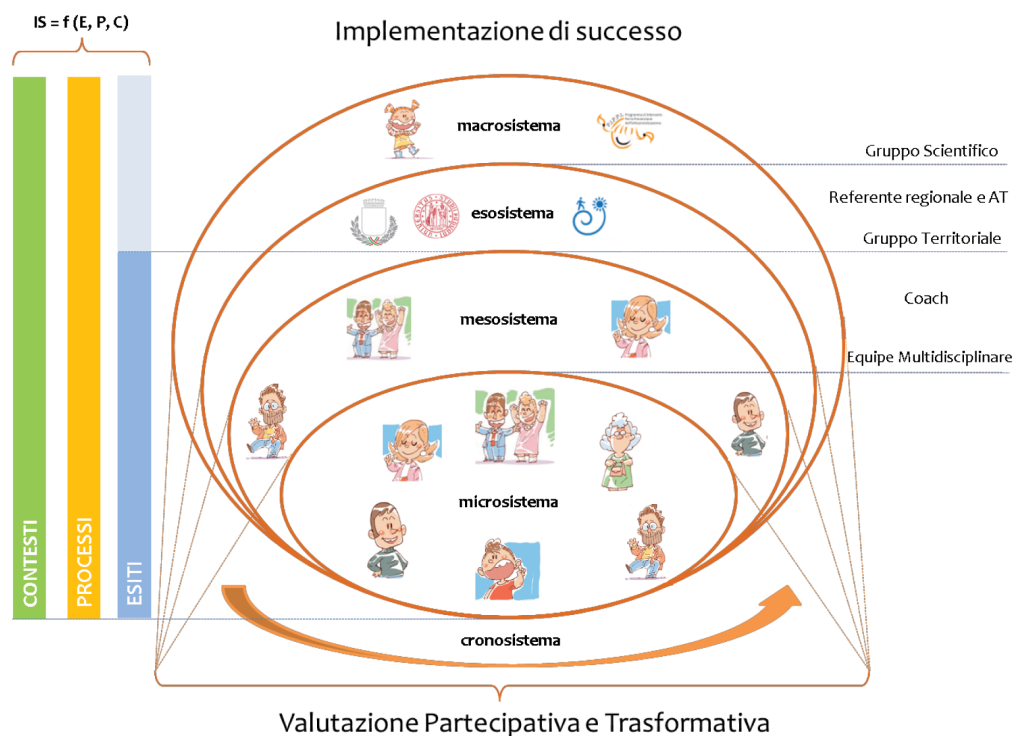 IS = f (E, P, C)
Implementazione di successo
macrosistema
Gruppo Scientifico
Referente regionale e AT
esosistema
Gruppo Territoriale
Coach
mesosistema
Equipe Multidisciplinare
microsistema
CONTESTI
PROCESSI
ESITI
cronosistema
Valutazione Partecipativa e Trasformativa